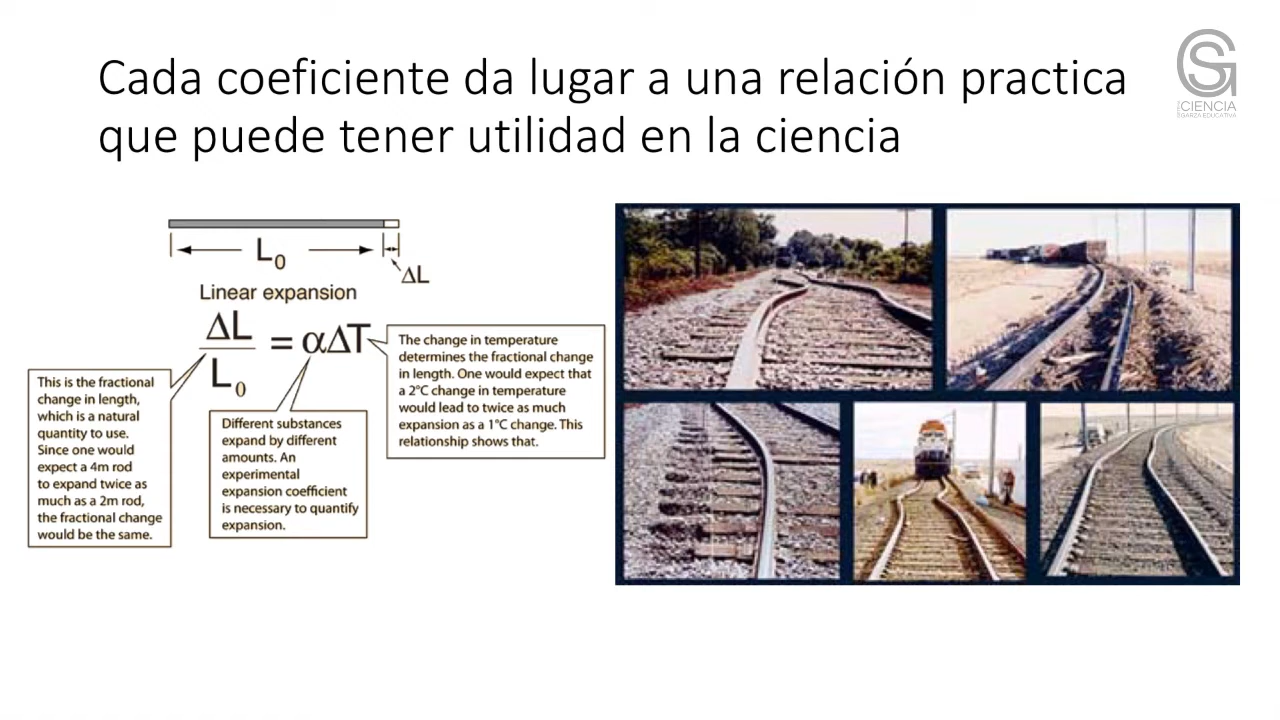 Cada coeficiente da lugar a una relación practica
que puede tener utilidad en la ciencia
CIENCIA
GARZA EDUCATIVA
L0
ΔL
Linear expansion
ΔL
L0
= αΔT
The change in temperature
determines the fractional change
in length. One would expect that
a 2°C change in temperature
would lead to twice as much
expansion as a 1°C change. This
relationship shows that.
This is the fractional
change in length,
which is a natural
quantity to use.
Since one would
expect a 4m rod
to expand twice as
much as a 2m rod,
the fractional change
would be the same.
Different substances
expand by different
amounts. An
experimental
expansion coefficient
is necessary to quantify
expansion.